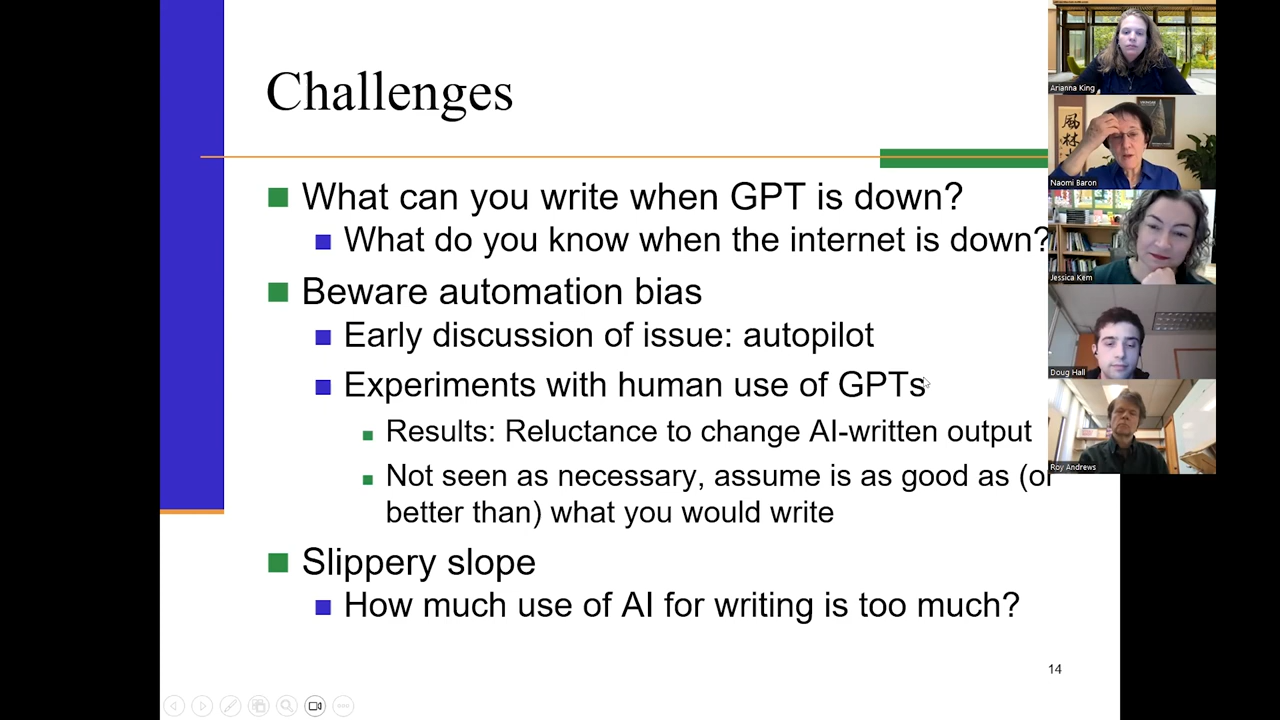 Challenges
What can you write when GPT is down?
What do you know when the internet is down?
Beware automation bias
Early discussion of issue: autopilot
Experiments with human use of GPTs
Results: Reluctance to change AI-written output
Not seen as necessary, assume is as good as (or
better than) what you would write
Slippery slope
How much use of AI for writing is too much?
14
Arianna King
Naomi Baron
Jessica Kem
Doug Hall
Roy Andrews